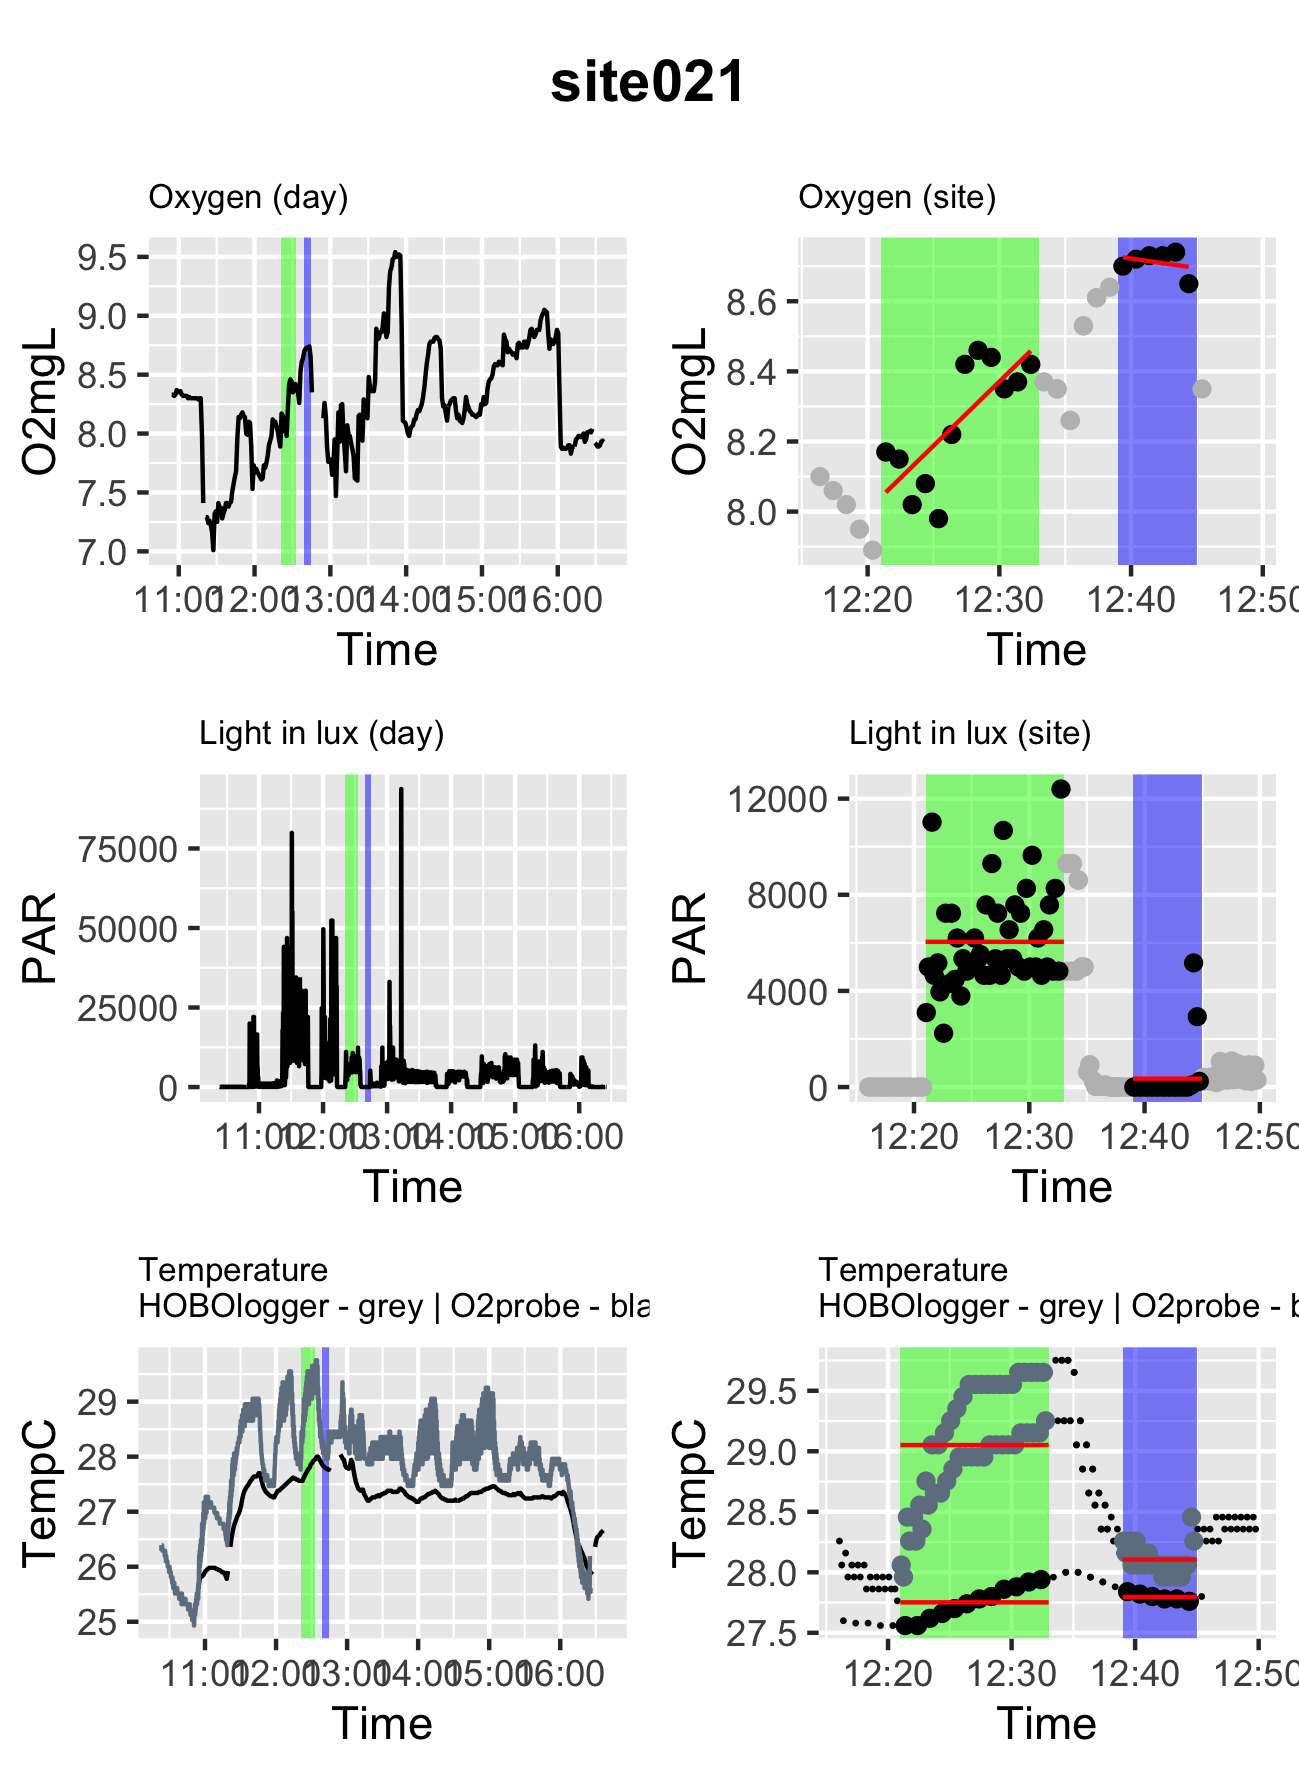 site021
Oxygen (day)
O2mgL
9.5
9.0
8.5
8.0
7.5
7.0
11:00 12:00 13:00 14:00 15:00 16:00
Time
Oxygen (site)
O2mgL
8.6
8.4
8.2
8.0
12:20 12:30 12:40 12:50
Time
Light in lux (day)
PAR
75000
50000
25000
0
11:00 12:00 13:00 14:00 15:00 16:00
Time
Light in lux (site)
PAR
12000
8000
4000
0
12:20 12:30 12:40 12:50
Time
Temperature
HOBOlogger - grey | O2probe - bla
TempC
29
28
27
26
25
11:00 12:00 13:00 14:00 15:00 16:00
Time
Temperature
HOBOlogger - grey | O2probe - b
TempC
29.5
29.0
28.5
28.0
27.5
12:20 12:30 12:40 12:50
Time